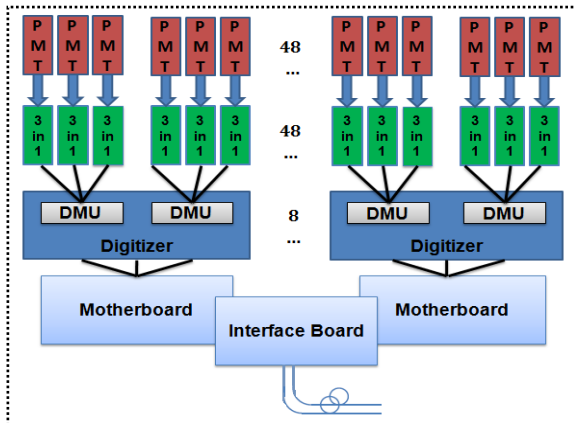 P M T P M T P M T P M T P M T P M T 48 ... P M T P M T P M T P M T P M T P M T
3 in 1 3 in 1 3 in 1 3 in 1 3 in 1 3 in 1 48 ... 3 in 1 3 in 1 3 in 1 3 in 1 3 in 1 3 in 1
DMU DMU 8 DMU DMU
Digitizer ... Digitizer
Motherboard Motherboard
Interface Board